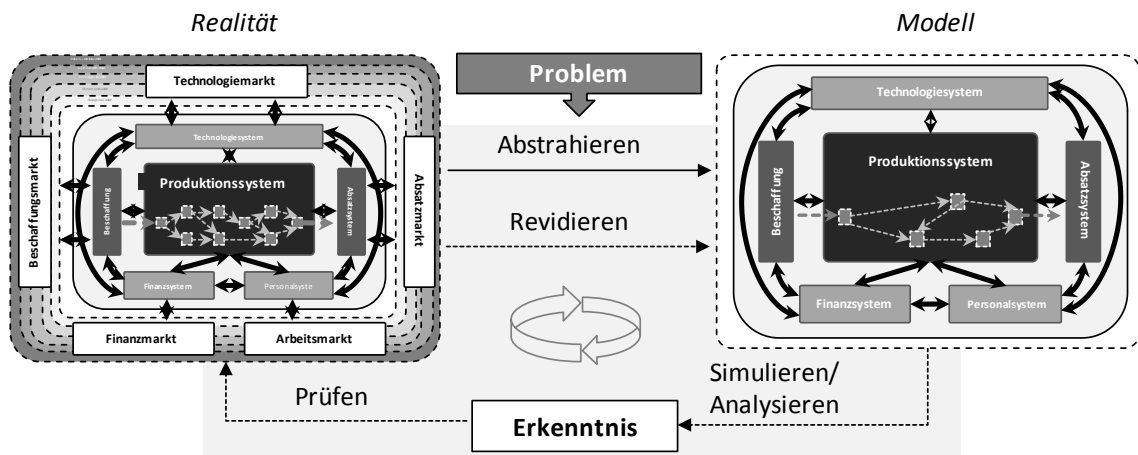 Realität
Modell
Technologiemarkt
Beschaffungsmarkt
Absatzmarkt
Technologiesystem
Produktionssystem
Beschaffung
Absatzsystem
Finanzsystem
Personalsyste
Finanzmarkt
Arbeitsmarkt
Problem
Abstrahieren
Revidieren
Technologiesystem
Produktionssystem
Beschaffung
Absatzsystem
Finanzsystem
Personalsystem
Simulieren/
Analysieren
Prüfen
Erkenntnis